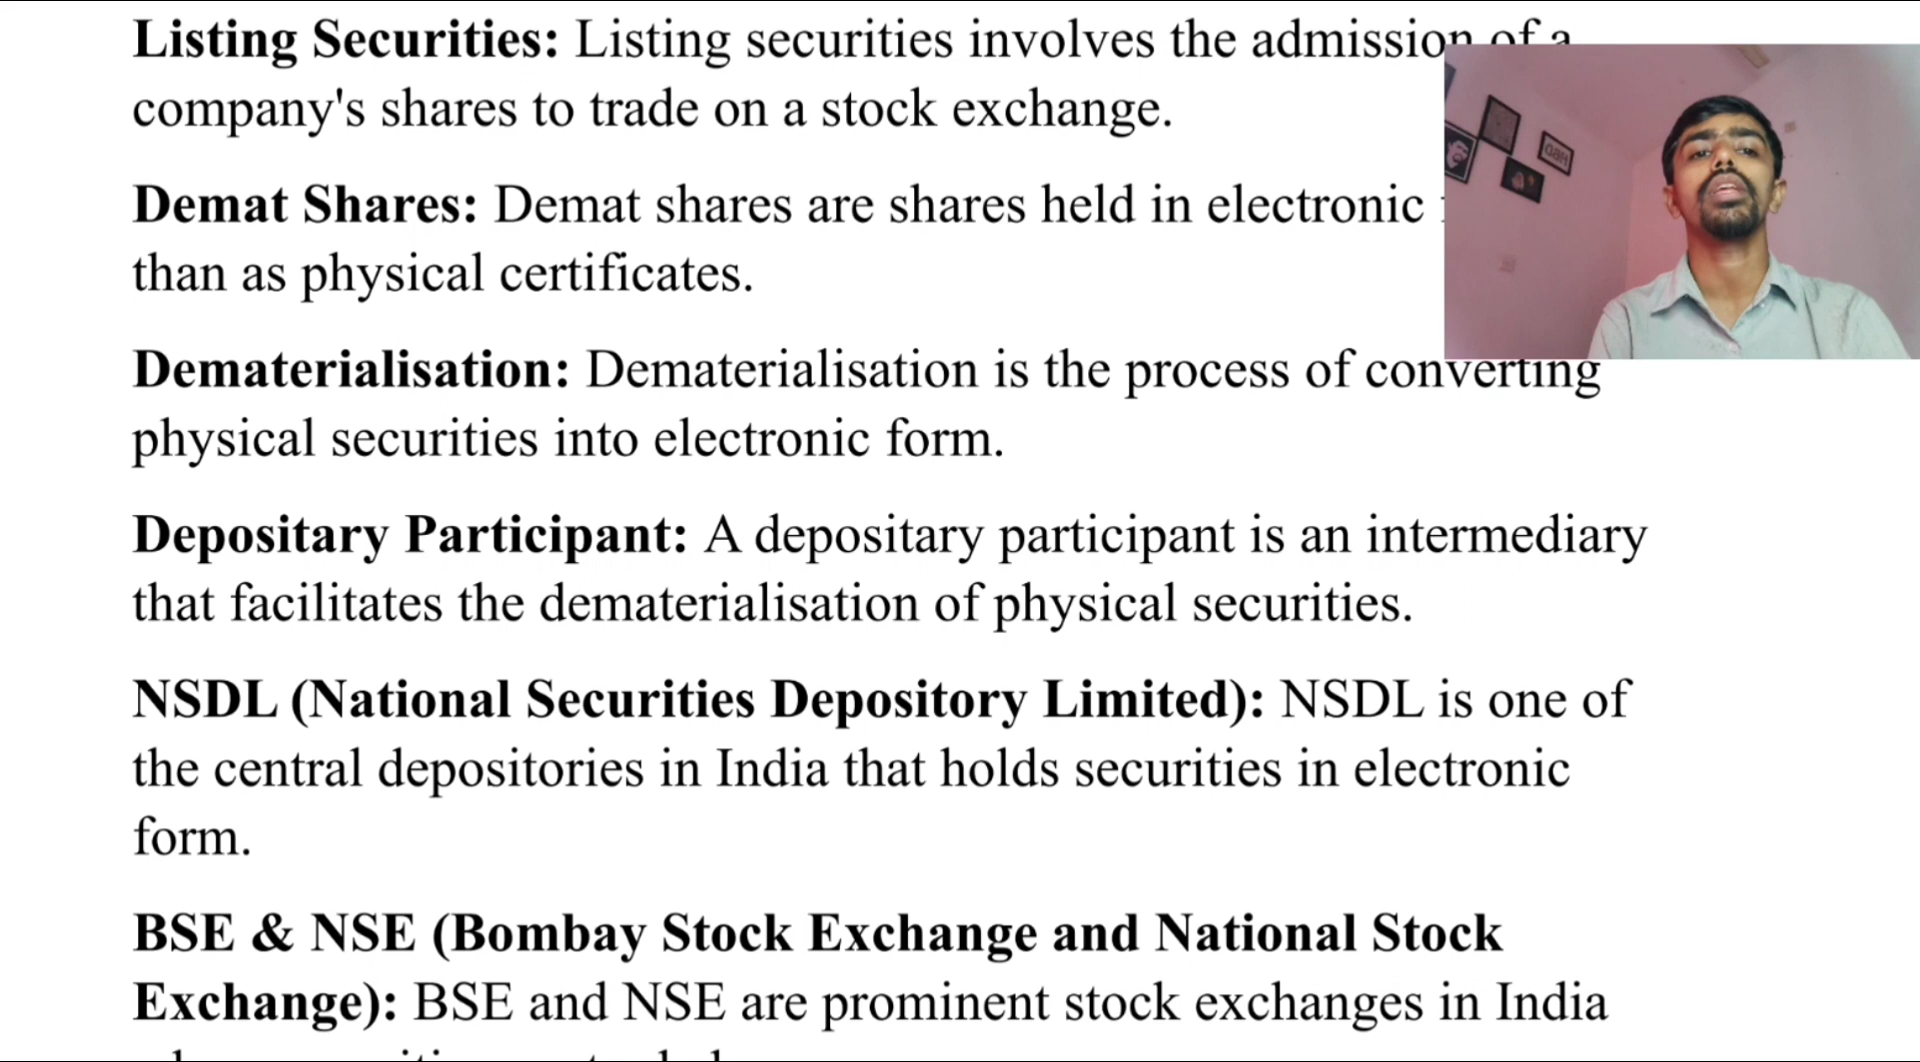 Listing Securities: Listing securities involves the admission of a
company's shares to trade on a stock exchange.
Demat Shares: Demat shares are shares held in electronic
than as physical certificates.
Dematerialisation: Dematerialisation is the process of converting
physical securities into electronic form.
Depositary Participant: A depositary participant is an intermediary
that facilitates the dematerialisation of physical securities.
NSDL (National Securities Depository Limited): NSDL is one of
the central depositories in India that holds securities in electronic
form.
BSE & NSE (Bombay Stock Exchange and National Stock
Exchange): BSE and NSE are prominent stock exchanges in India